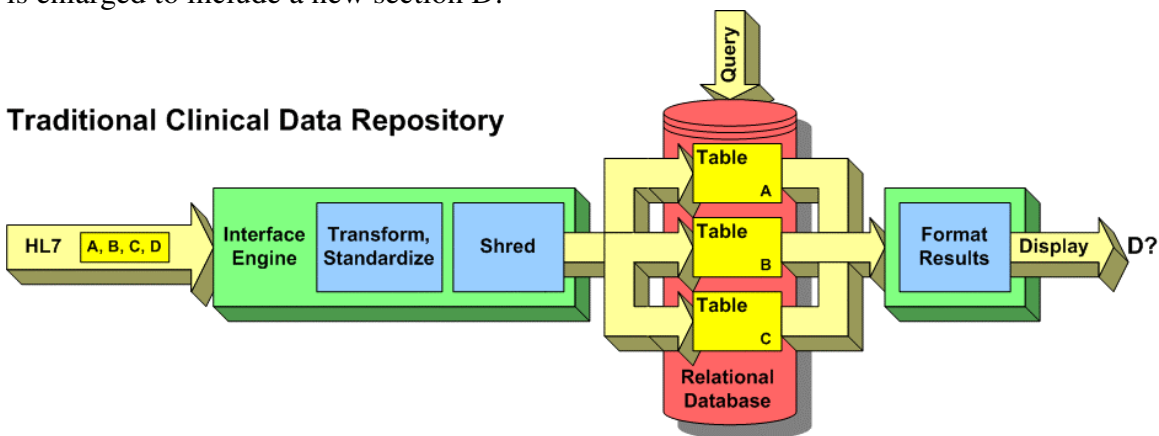 is enlarged to include a new section D.
Query
Traditional Clinical Data Repository
HL7
A, B, C, D
Interface
Engine
Transform,
Standardize
Shred
Table
A
Table
B
Table
C
Relational
Database
Format
Results
Display
D?